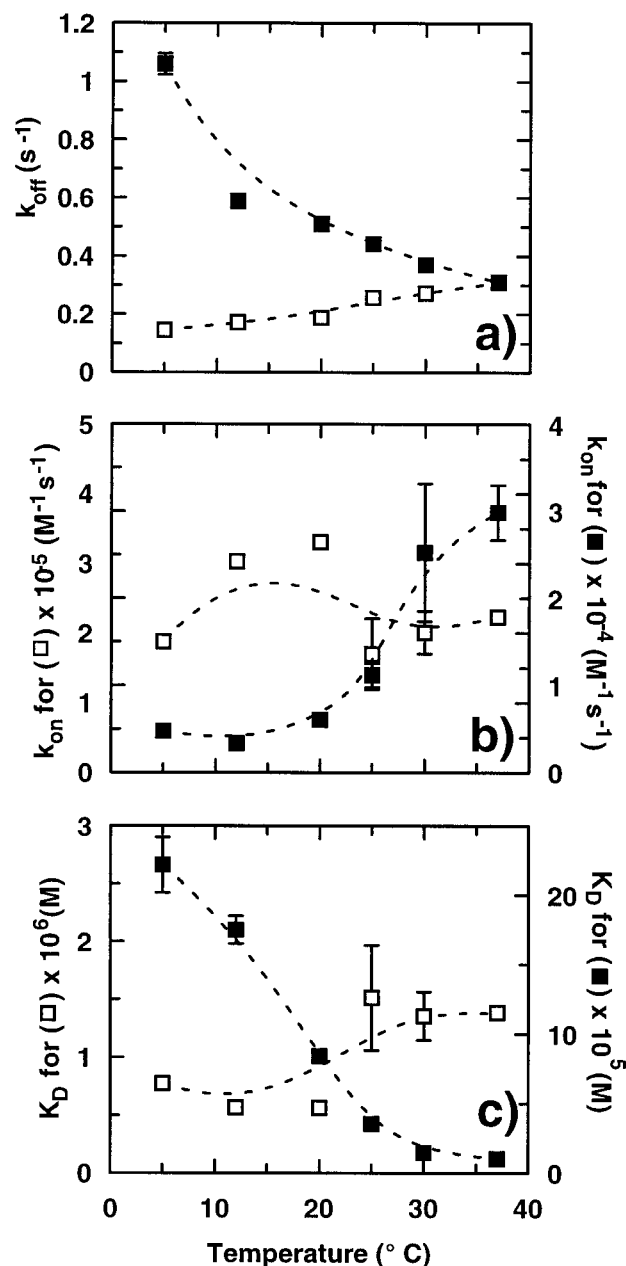 1.2
1
0.8
0.6
0.4
0.2
0
k_off (s^-1)
a)
5
4
3
2
1
0
k_on for (□) x 10^-5 (M^-1 s^-1)
4
3
2
1
0
k_on for (■) x 10^-4 (M^-1 s^-1)
b)
3
2
1
0
K_D for (□) x 10^6 (M)
20
10
0
K_D for (■) x 10^5 (M)
c)
0 10 20 30 40
Temperature (° C)